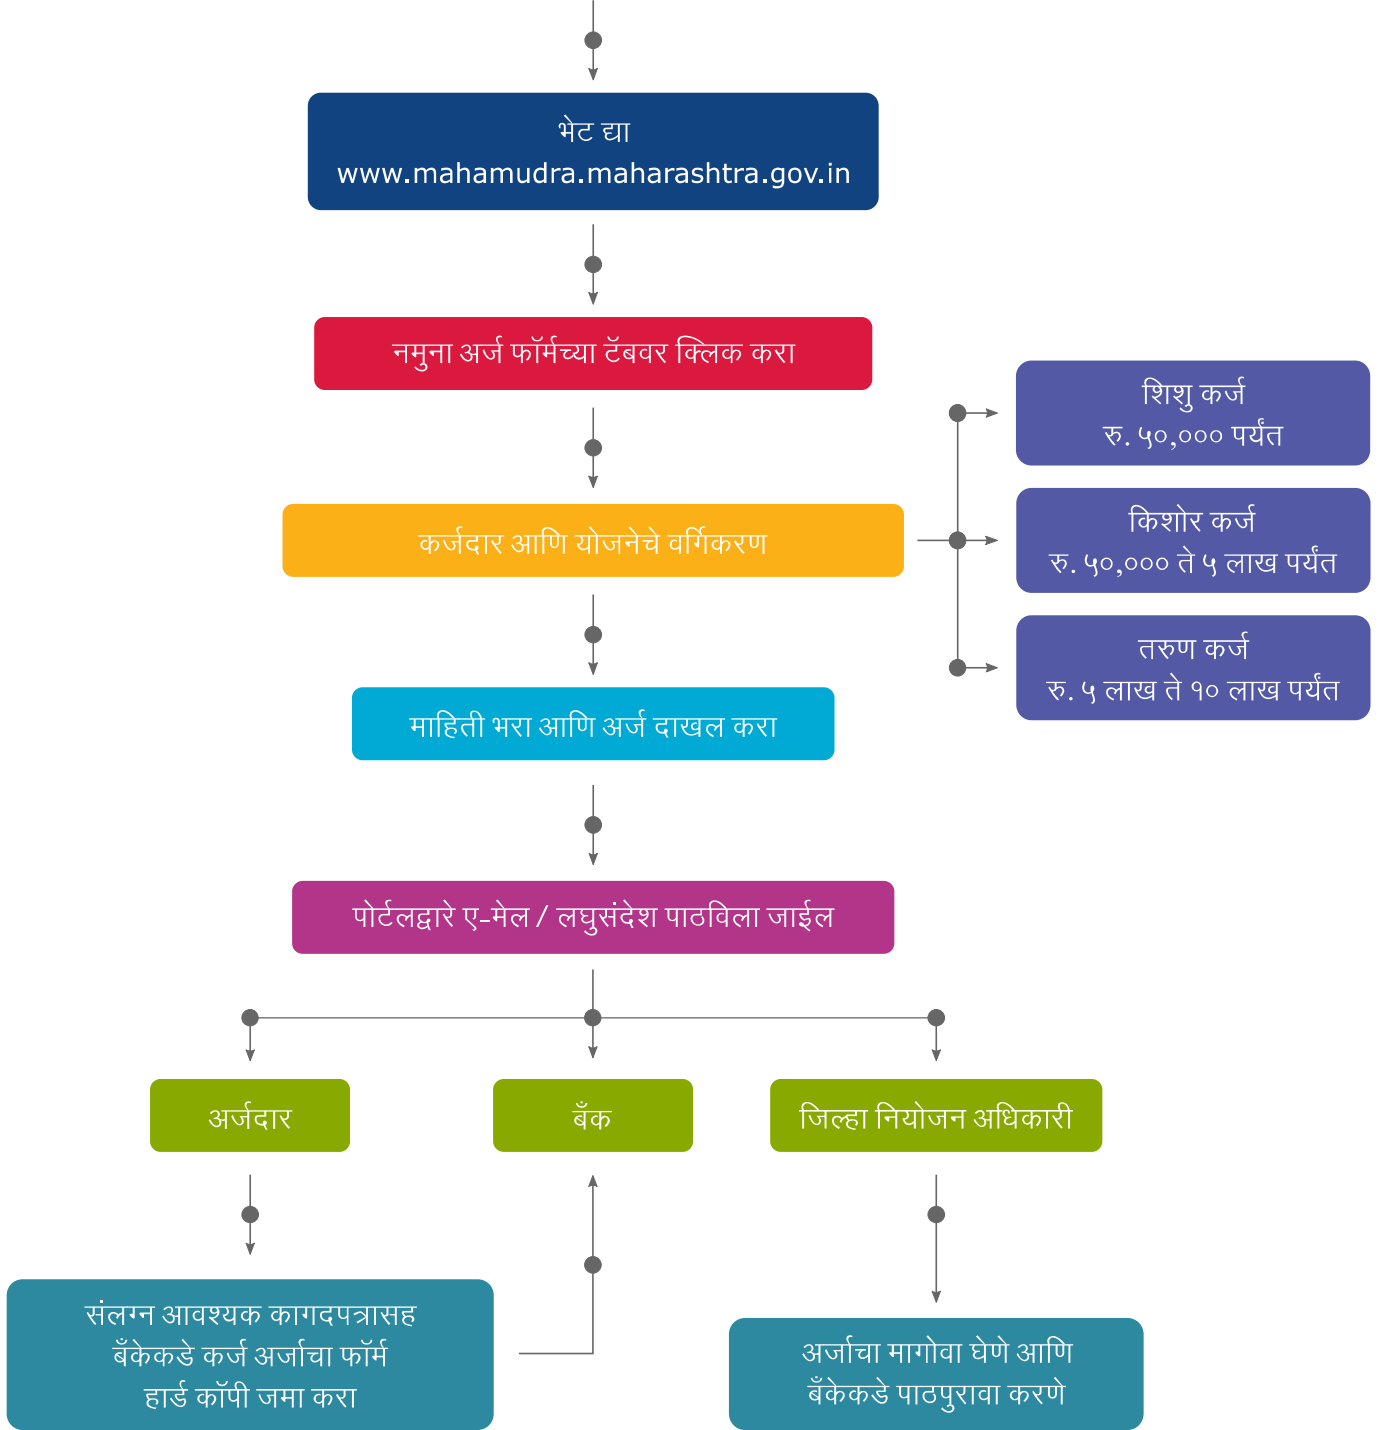 भेट द्या
www.mahamudra.maharashtra.gov.in
नमुना अर्ज फॉर्मच्या टॅबवर क्लिक करा
कर्जदार आणि योजनेचे वर्गिकरण
शिशु कर्ज
रु. ५०,००० पर्यंत
किशोर कर्ज
रु. ५०,००० ते ५ लाख पर्यंत
तरुण कर्ज
रु. ५ लाख ते १० लाख पर्यंत
माहिती भरा आणि अर्ज दाखल करा
पोर्टलद्वारे ए-मेल / लघुसंदेश पाठविला जाईल
अर्जदार
बँक
जिल्हा नियोजन अधिकारी
संलग्न आवश्यक कागदपत्रासह
बँकेकडे कर्ज अर्जाचा फॉर्म
हार्ड कॉपी जमा करा
अर्जाचा मागोवा घेणे आणि
बँकेकडे पाठपुरावा करणे